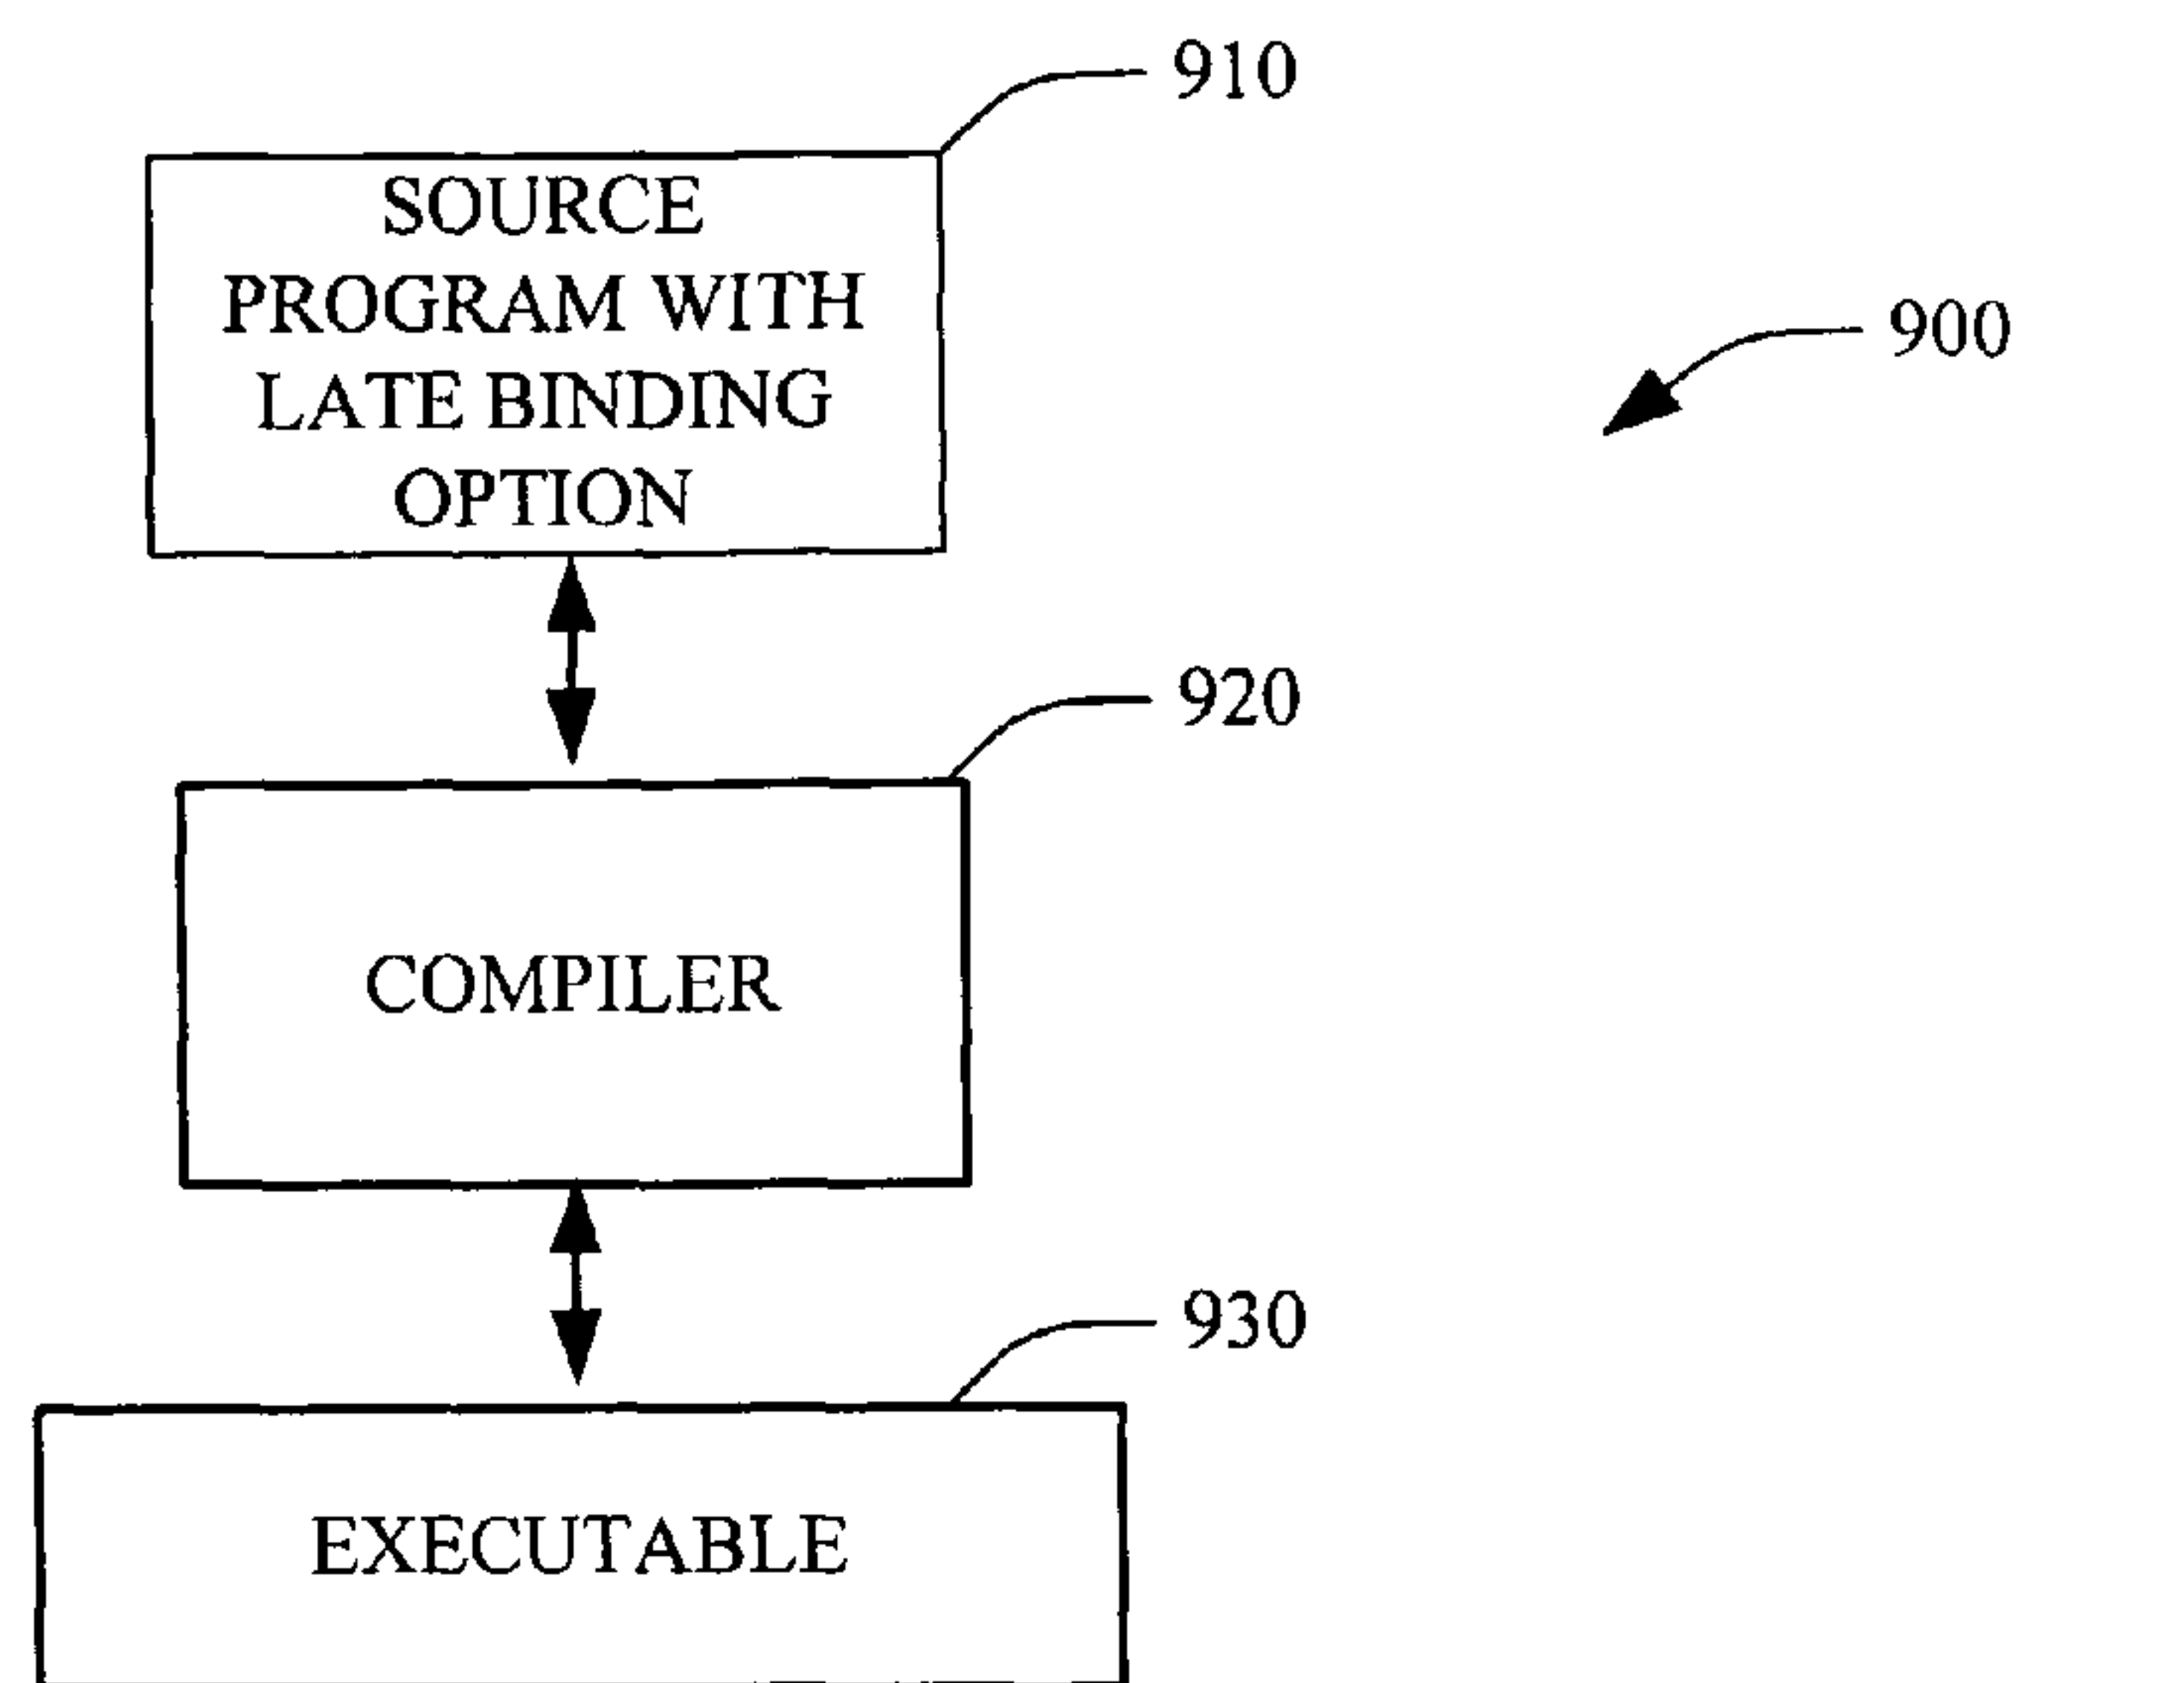 910
SOURCE
PROGRAM WITH
LATE BINDING
OPTION
900
920
COMPILER
930
EXECUTABLE